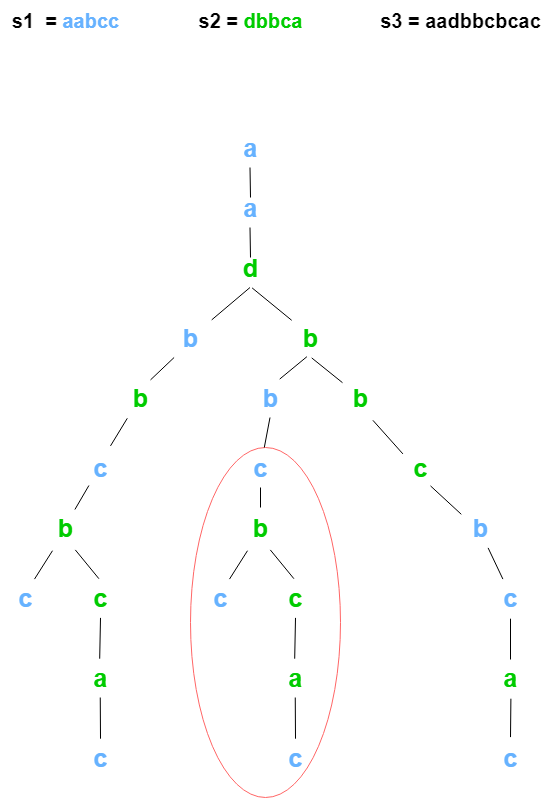 s1 = aabcc s2 = dbbca s3 = aadbbcbcac
a
a
d
b b
b b b
c c c
b b b
c c c c c
a a a
c c c